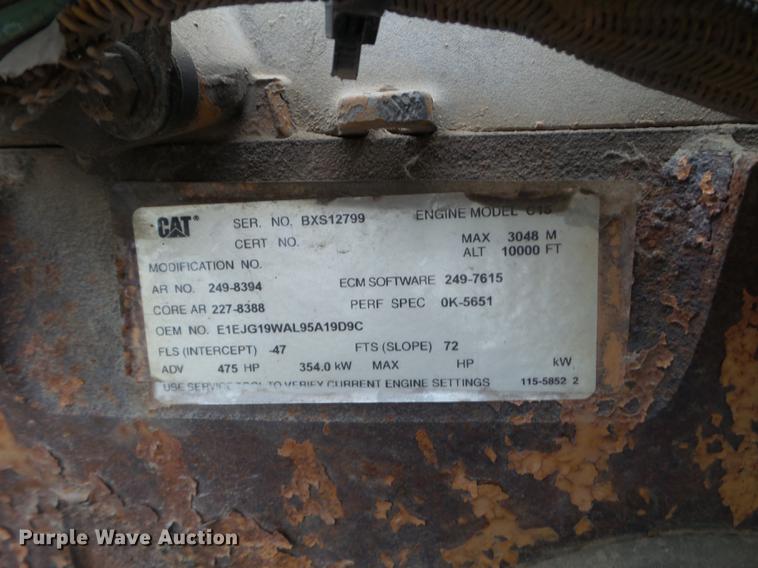 CAT® SER. NO. BXS12799 ENGINE MODEL
CERT NO. MAX 3048 M
ALT 10000 FT
MODIFICATION NO.
AR NO. 249-8394 ECM SOFTWARE 249-7615
CORE AR 227-8388 PERF SPEC 0K-5651
OEM NO. E1EJG19WAL95A19D9C
FLS (INTERCEPT) -47 FTS (SLOPE) 72
ADV 475 HP 354.0 kW MAX HP kW
USE SERVICE TOOL TO VERIFY CURRENT ENGINE SETTINGS 115-5852 2
Purple Wave Auction®